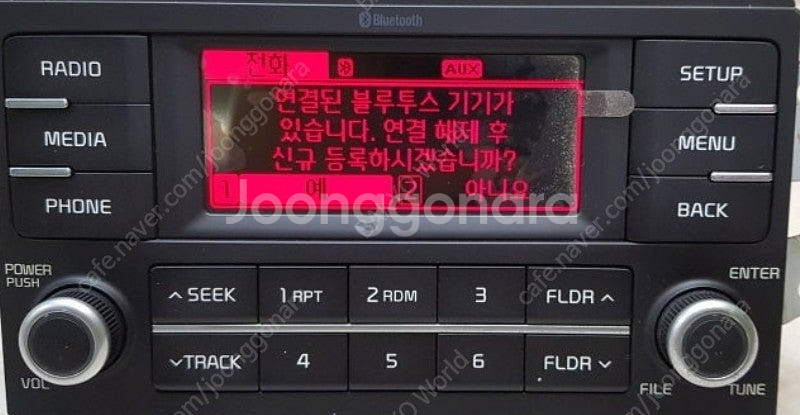 Bluetooth
RADIO
MEDIA
PHONE
전화 AUX
연결된 블루투스 기기가
있습니다. 연결 해제 후
신규 등록하시겠습니까?
1 예 2 아니오
SETUP
MENU
BACK
POWER
PUSH
VOL
∧ SEEK
1 RPT
2 RDM
3
FLDR ∧
∨TRACK
4
5
6
FLDR ∨
ENTER
FILE
TUNE
Joonggonara
cafe.naver.com/joonggonara